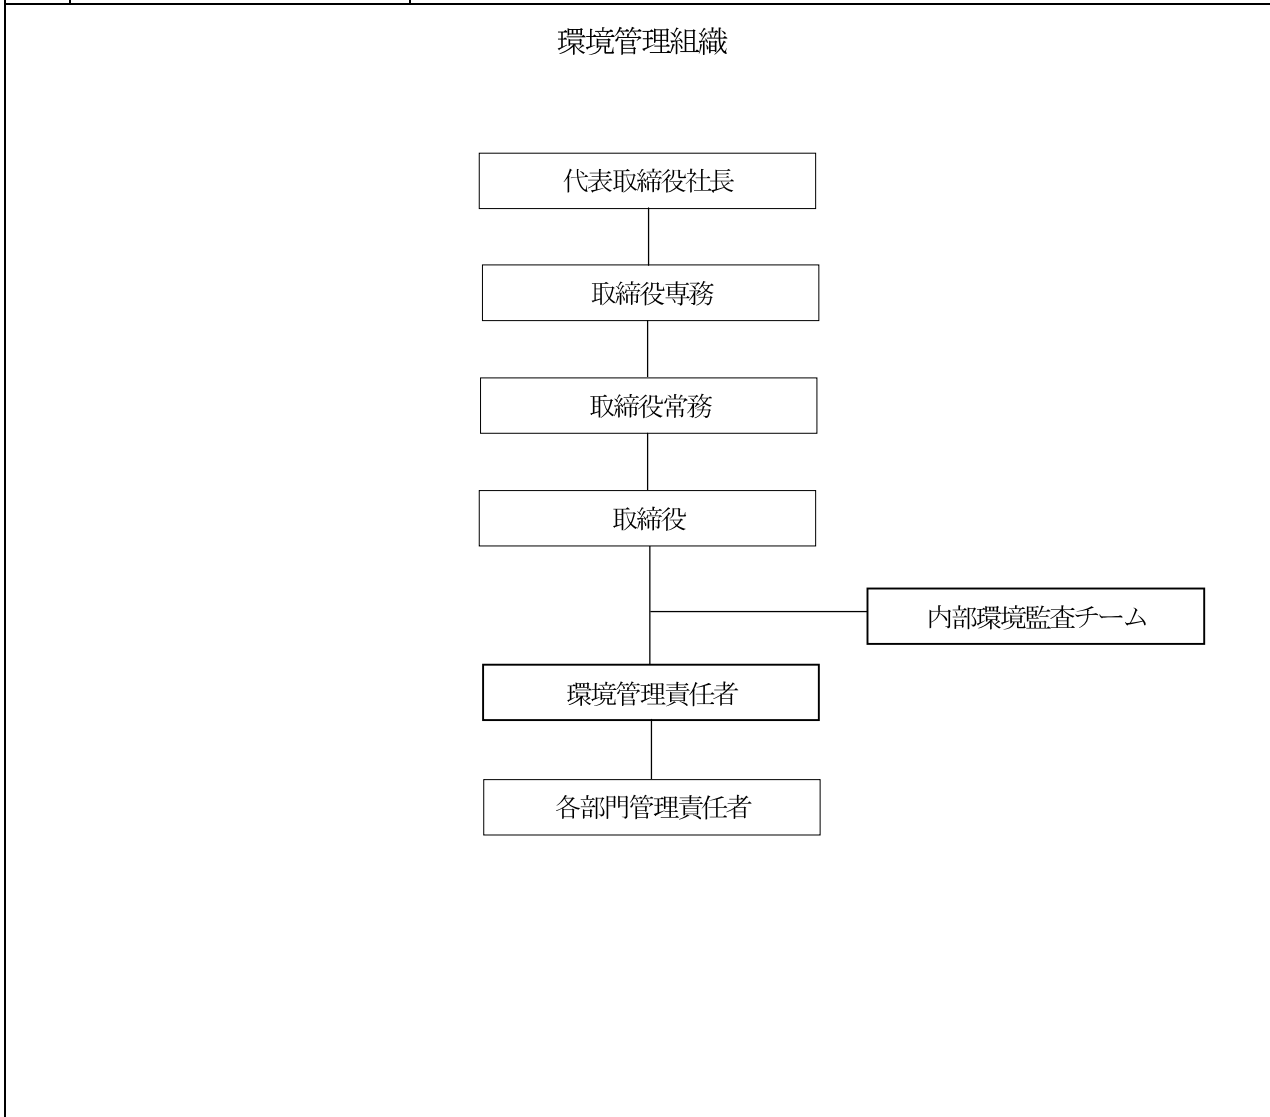 環境管理組織
代表取締役社長
取締役専務
取締役常務
取締役
内部環境監査チーム
環境管理責任者
各部門管理責任者